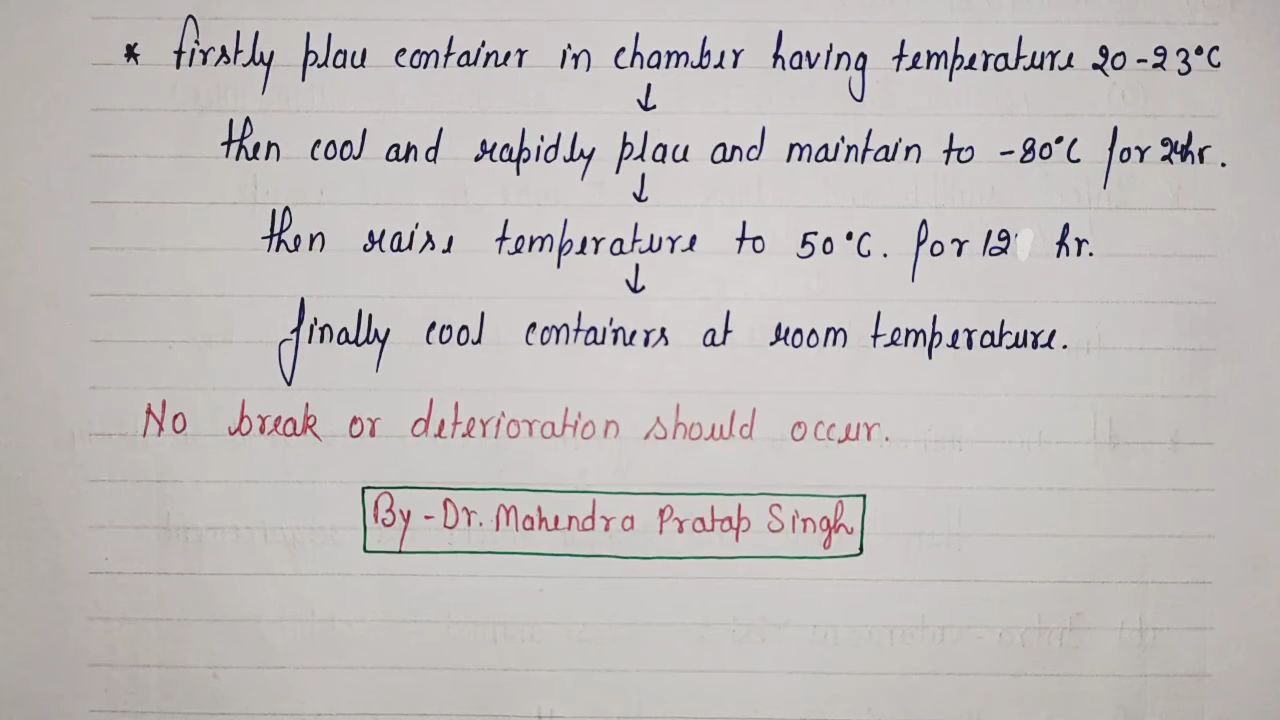 * firstly place container in chamber having temperature 20-23°C
↓
then cool and rapidly place and maintain to -80°C for 24hr.
↓
then raise temperature to 50°C. for 12 hr.
↓
finally cool containers at room temperature.
No break or deterioration should occur.
By - Dr. Mahendra Pratap Singh